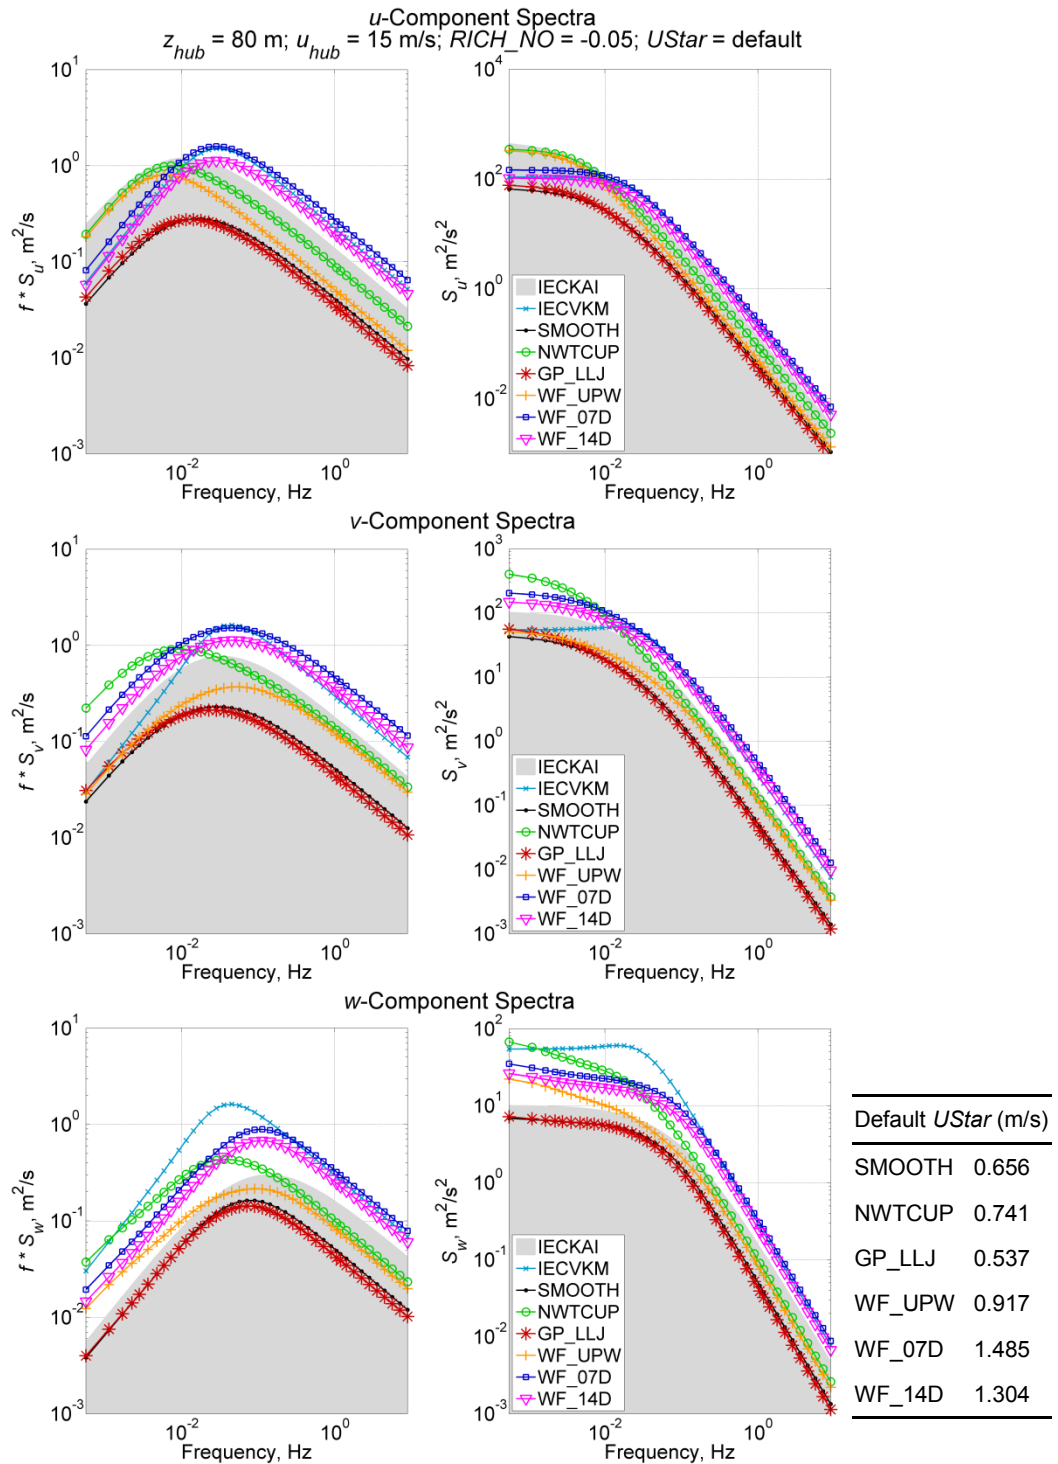 u-Component Spectra
z_hub = 80 m; u_hub = 15 m/s; RICH_NO = -0.05; UStar = default
10^1
10^0
10^-1
10^-2
10^-3
f * S_u, m^2/s
10^-2
10^0
Frequency, Hz
10^4
10^2
10^0
10^-2
S_u, m^2/s^2
IECKAI
IECVKM
SMOOTH
NWTCUP
GP_LLJ
WF_UPW
WF_07D
WF_14D
10^-2
10^0
Frequency, Hz
v-Component Spectra
10^1
10^0
10^-1
10^-2
10^-3
f * S_v, m^2/s
10^-2
10^0
Frequency, Hz
10^3
10^2
10^1
10^0
10^-1
10^-2
10^-3
S_v, m^2/s^2
IECKAI
IECVKM
SMOOTH
NWTCUP
GP_LLJ
WF_UPW
WF_07D
WF_14D
10^-2
10^0
Frequency, Hz
w-Component Spectra
10^1
10^0
10^-1
10^-2
10^-3
f * S_w, m^2/s
10^-2
10^0
Frequency, Hz
10^2
10^1
10^0
10^-1
10^-2
10^-3
S_w, m^2/s^2
IECKAI
IECVKM
SMOOTH
NWTCUP
GP_LLJ
WF_UPW
WF_07D
WF_14D
10^-2
10^0
Frequency, Hz
Default UStar (m/s)
SMOOTH 0.656
NWTCUP 0.741
GP_LLJ 0.537
WF_UPW 0.917
WF_07D 1.485
WF_14D 1.304